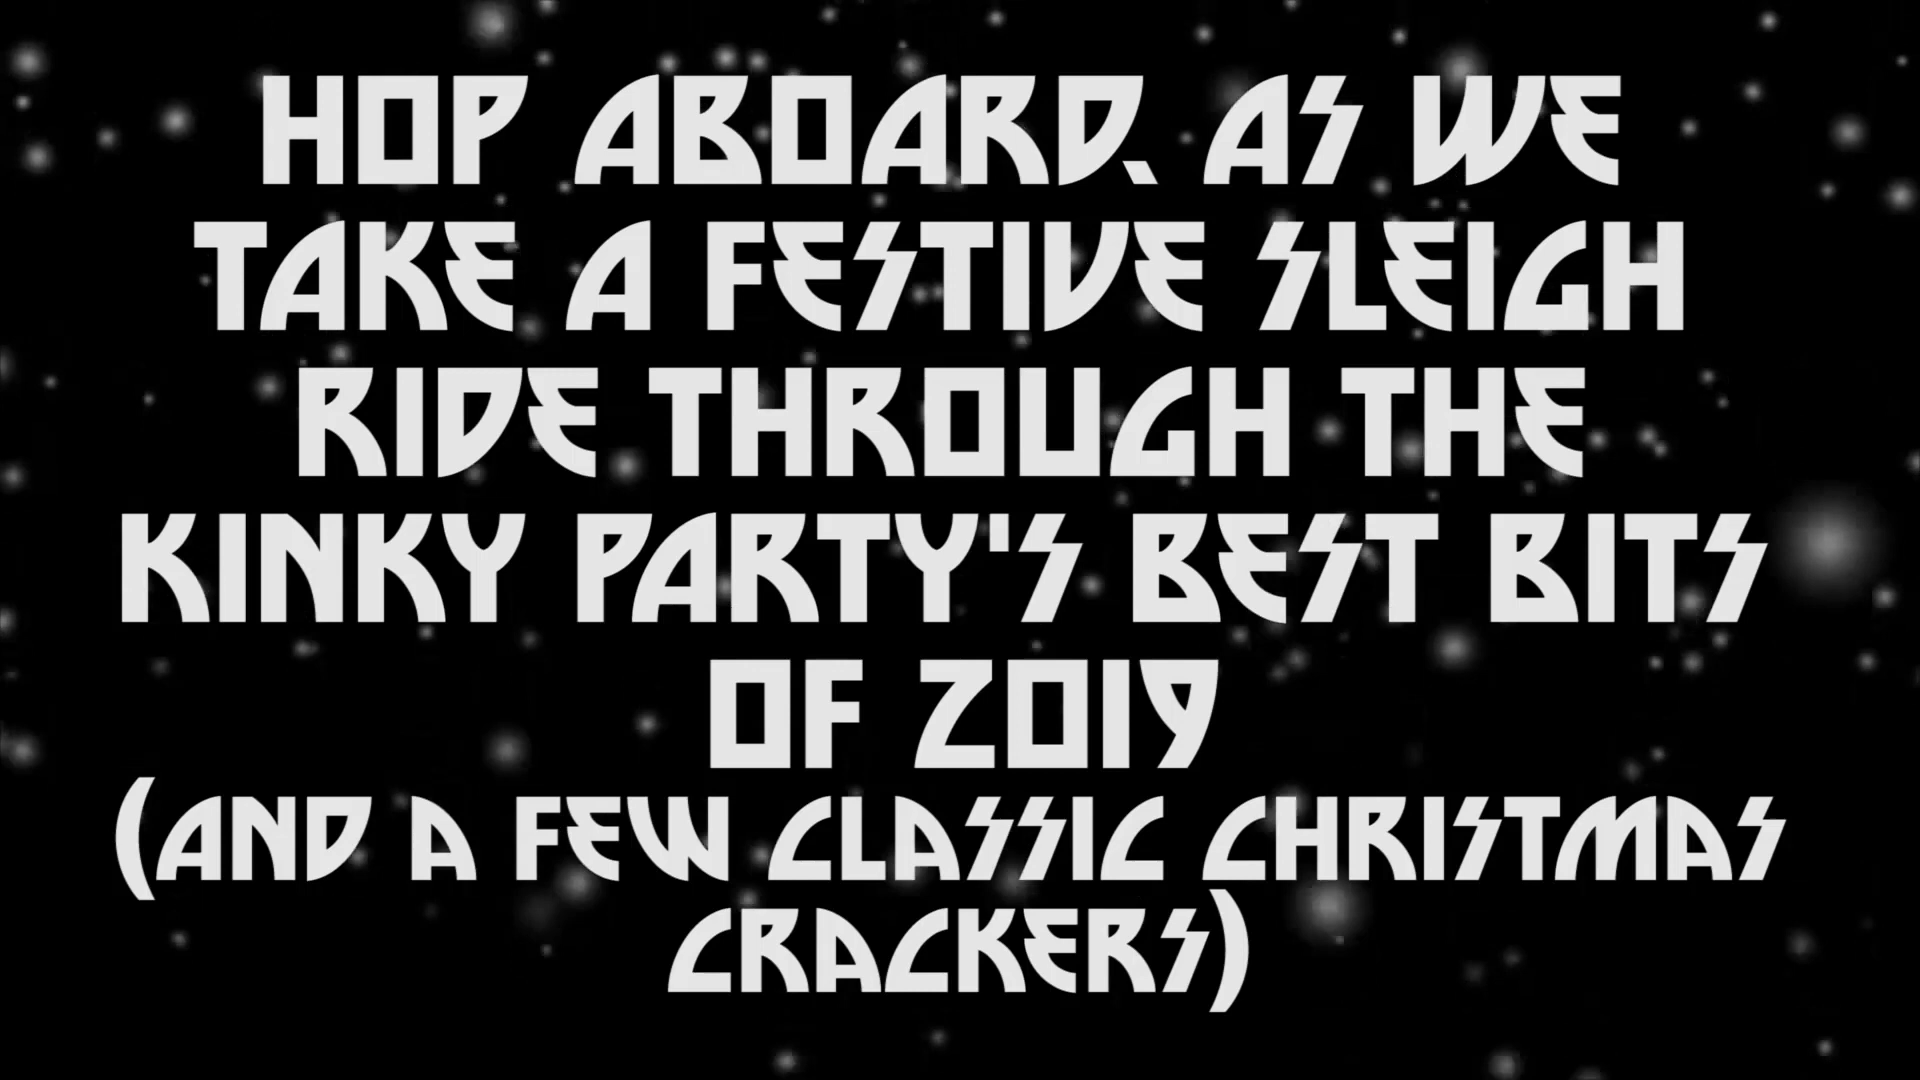 HOP ABOARD, AS WE
TAKE A FESTIVE SLEIGH
RIDE THROUGH THE
KINKY PARTY'S BEST BITS
OF 2019
(AND A FEW CLASSIC CHRISTMAS
CRACKERS)